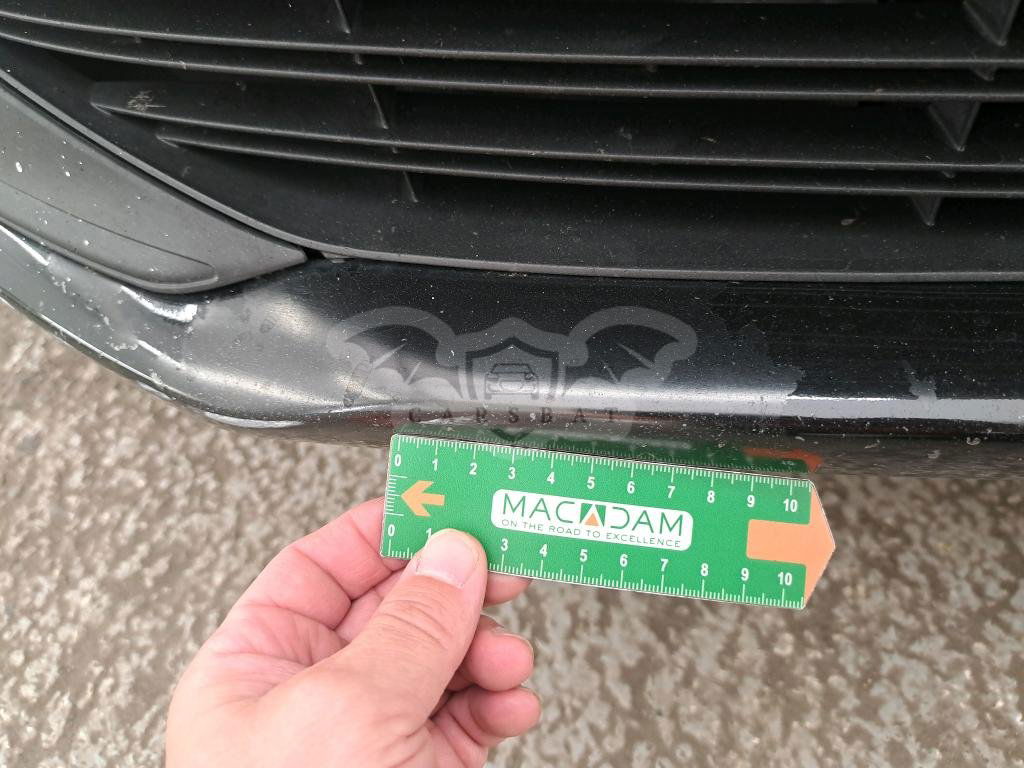 CARSBAT
0 1 2 3 4 5 6 7 8 9 10
MACADAM
ON THE ROAD TO EXCELLENCE
0 1 3 4 5 6 7 8 9 10